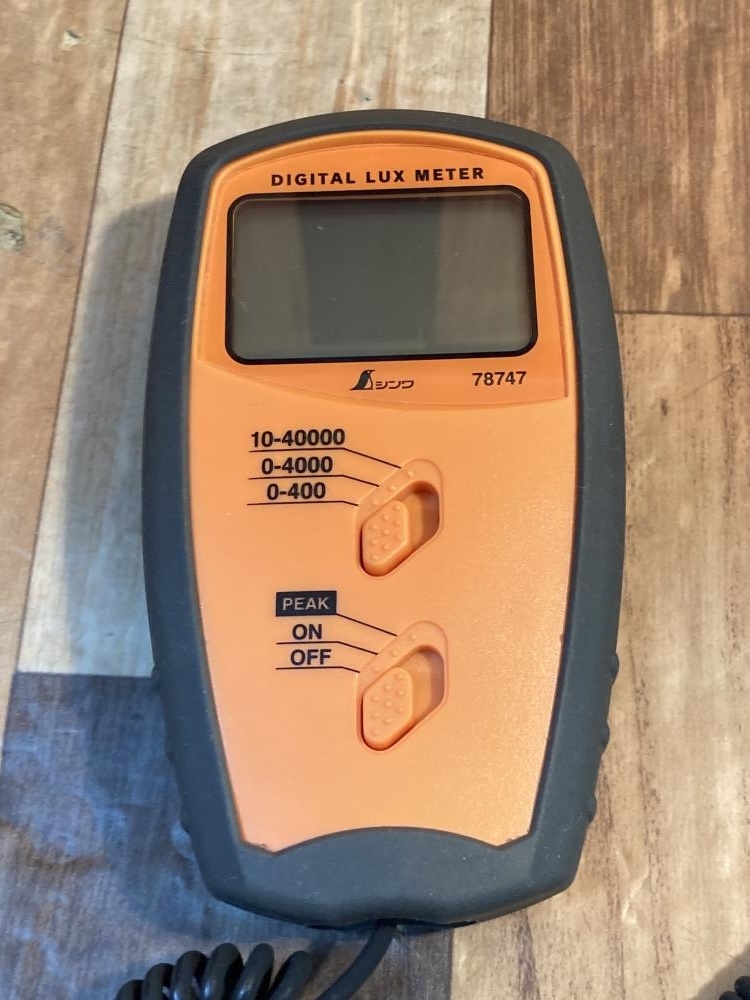 DIGITAL LUX METER
シンワ 78747
10-40000
0-4000
0-400
PEAK
ON
OFF